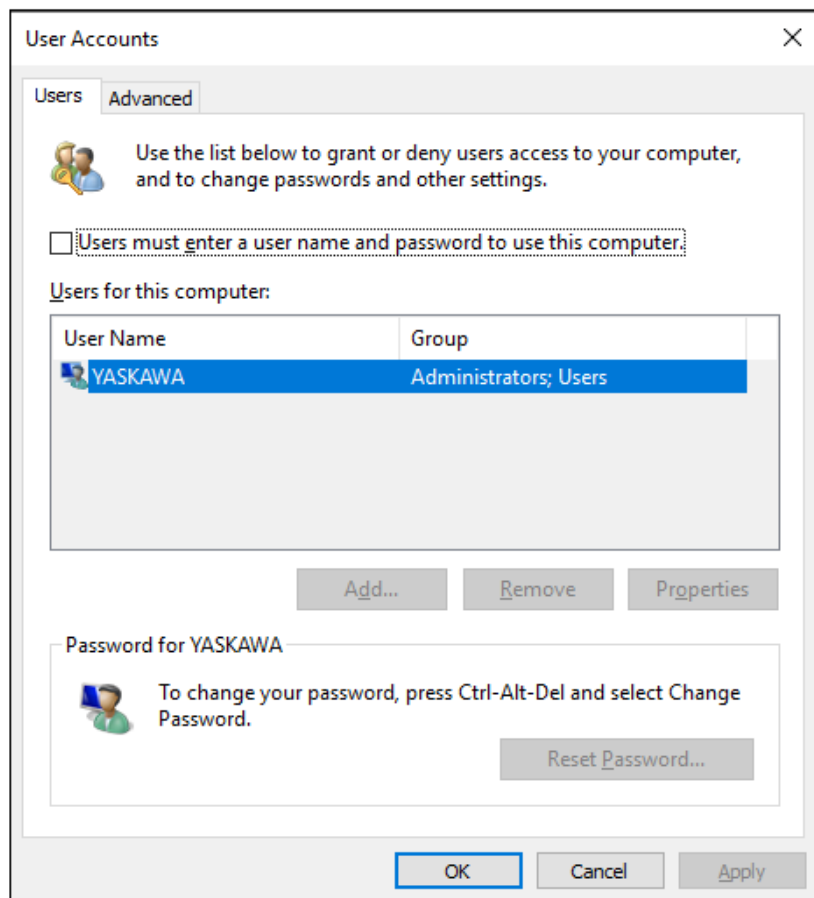 User Accounts
Users
Advanced
Use the list below to grant or deny users access to your computer,
and to change passwords and other settings.
Users must enter a user name and password to use this computer.
Users for this computer:
User Name
Group
YASKAWA
Administrators; Users
Add...
Remove
Properties
Password for YASKAWA
To change your password, press Ctrl-Alt-Del and select Change
Password.
Reset Password...
OK
Cancel
Apply